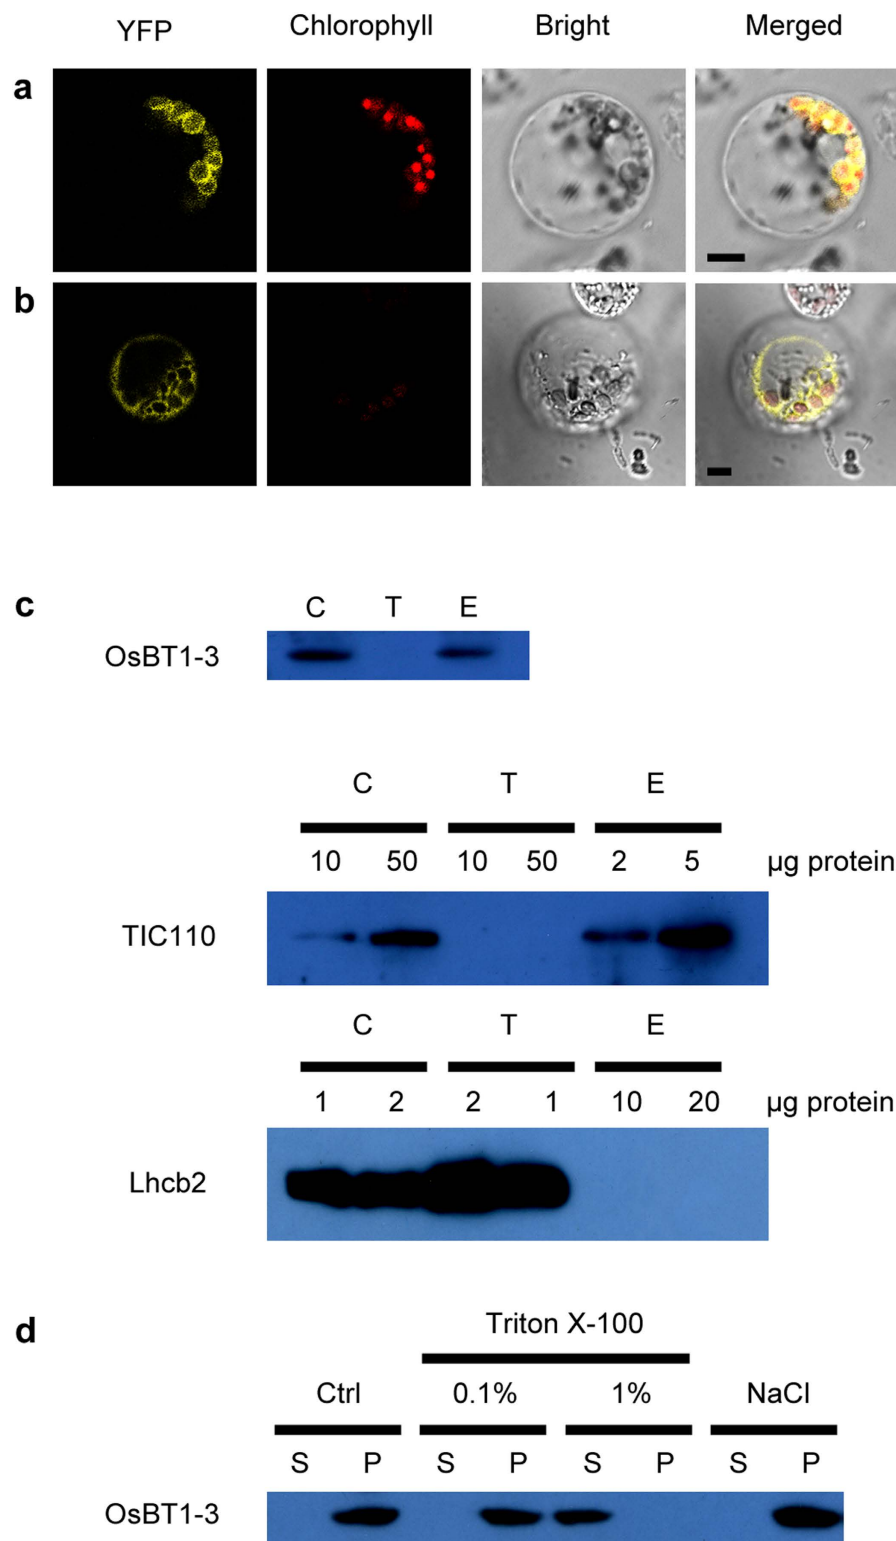 YFP Chlorophyll Bright Merged
a
b
c
C T E
OsBT1-3
C T E
10 50 10 50 2 5 µg protein
TIC110
C T E
1 2 2 1 10 20 µg protein
Lhcb2
d
Triton X-100
Ctrl 0.1% 1% NaCl
S P S P S P S P
OsBT1-3